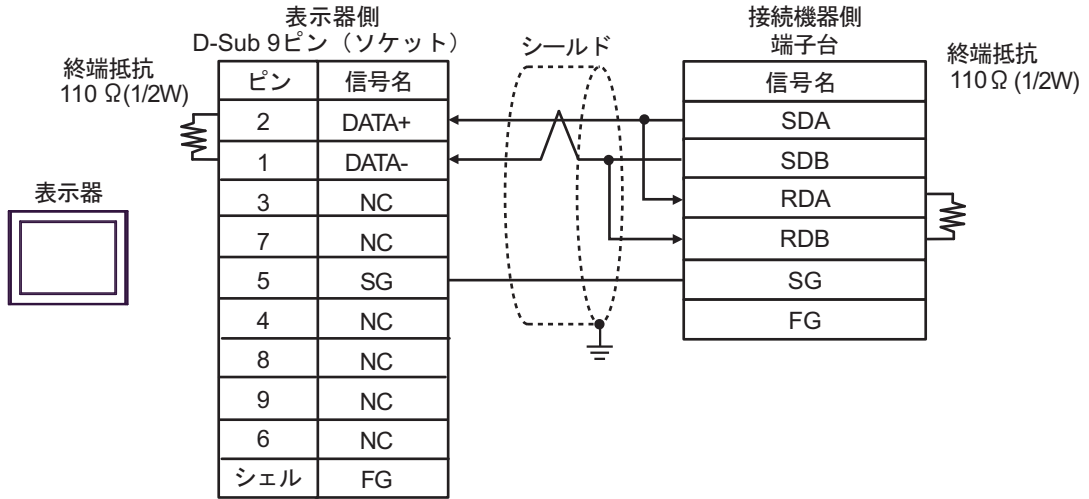 表示器側
D-Sub 9ピン（ソケット）
シールド
接続機器側
端子台
終端抵抗
110 Ω(1/2W)
終端抵抗
110 Ω (1/2W)
表示器
ピン 信号名
2 DATA+
1 DATA-
3 NC
7 NC
5 SG
4 NC
8 NC
9 NC
6 NC
シェル FG
信号名
SDA
SDB
RDA
RDB
SG
FG